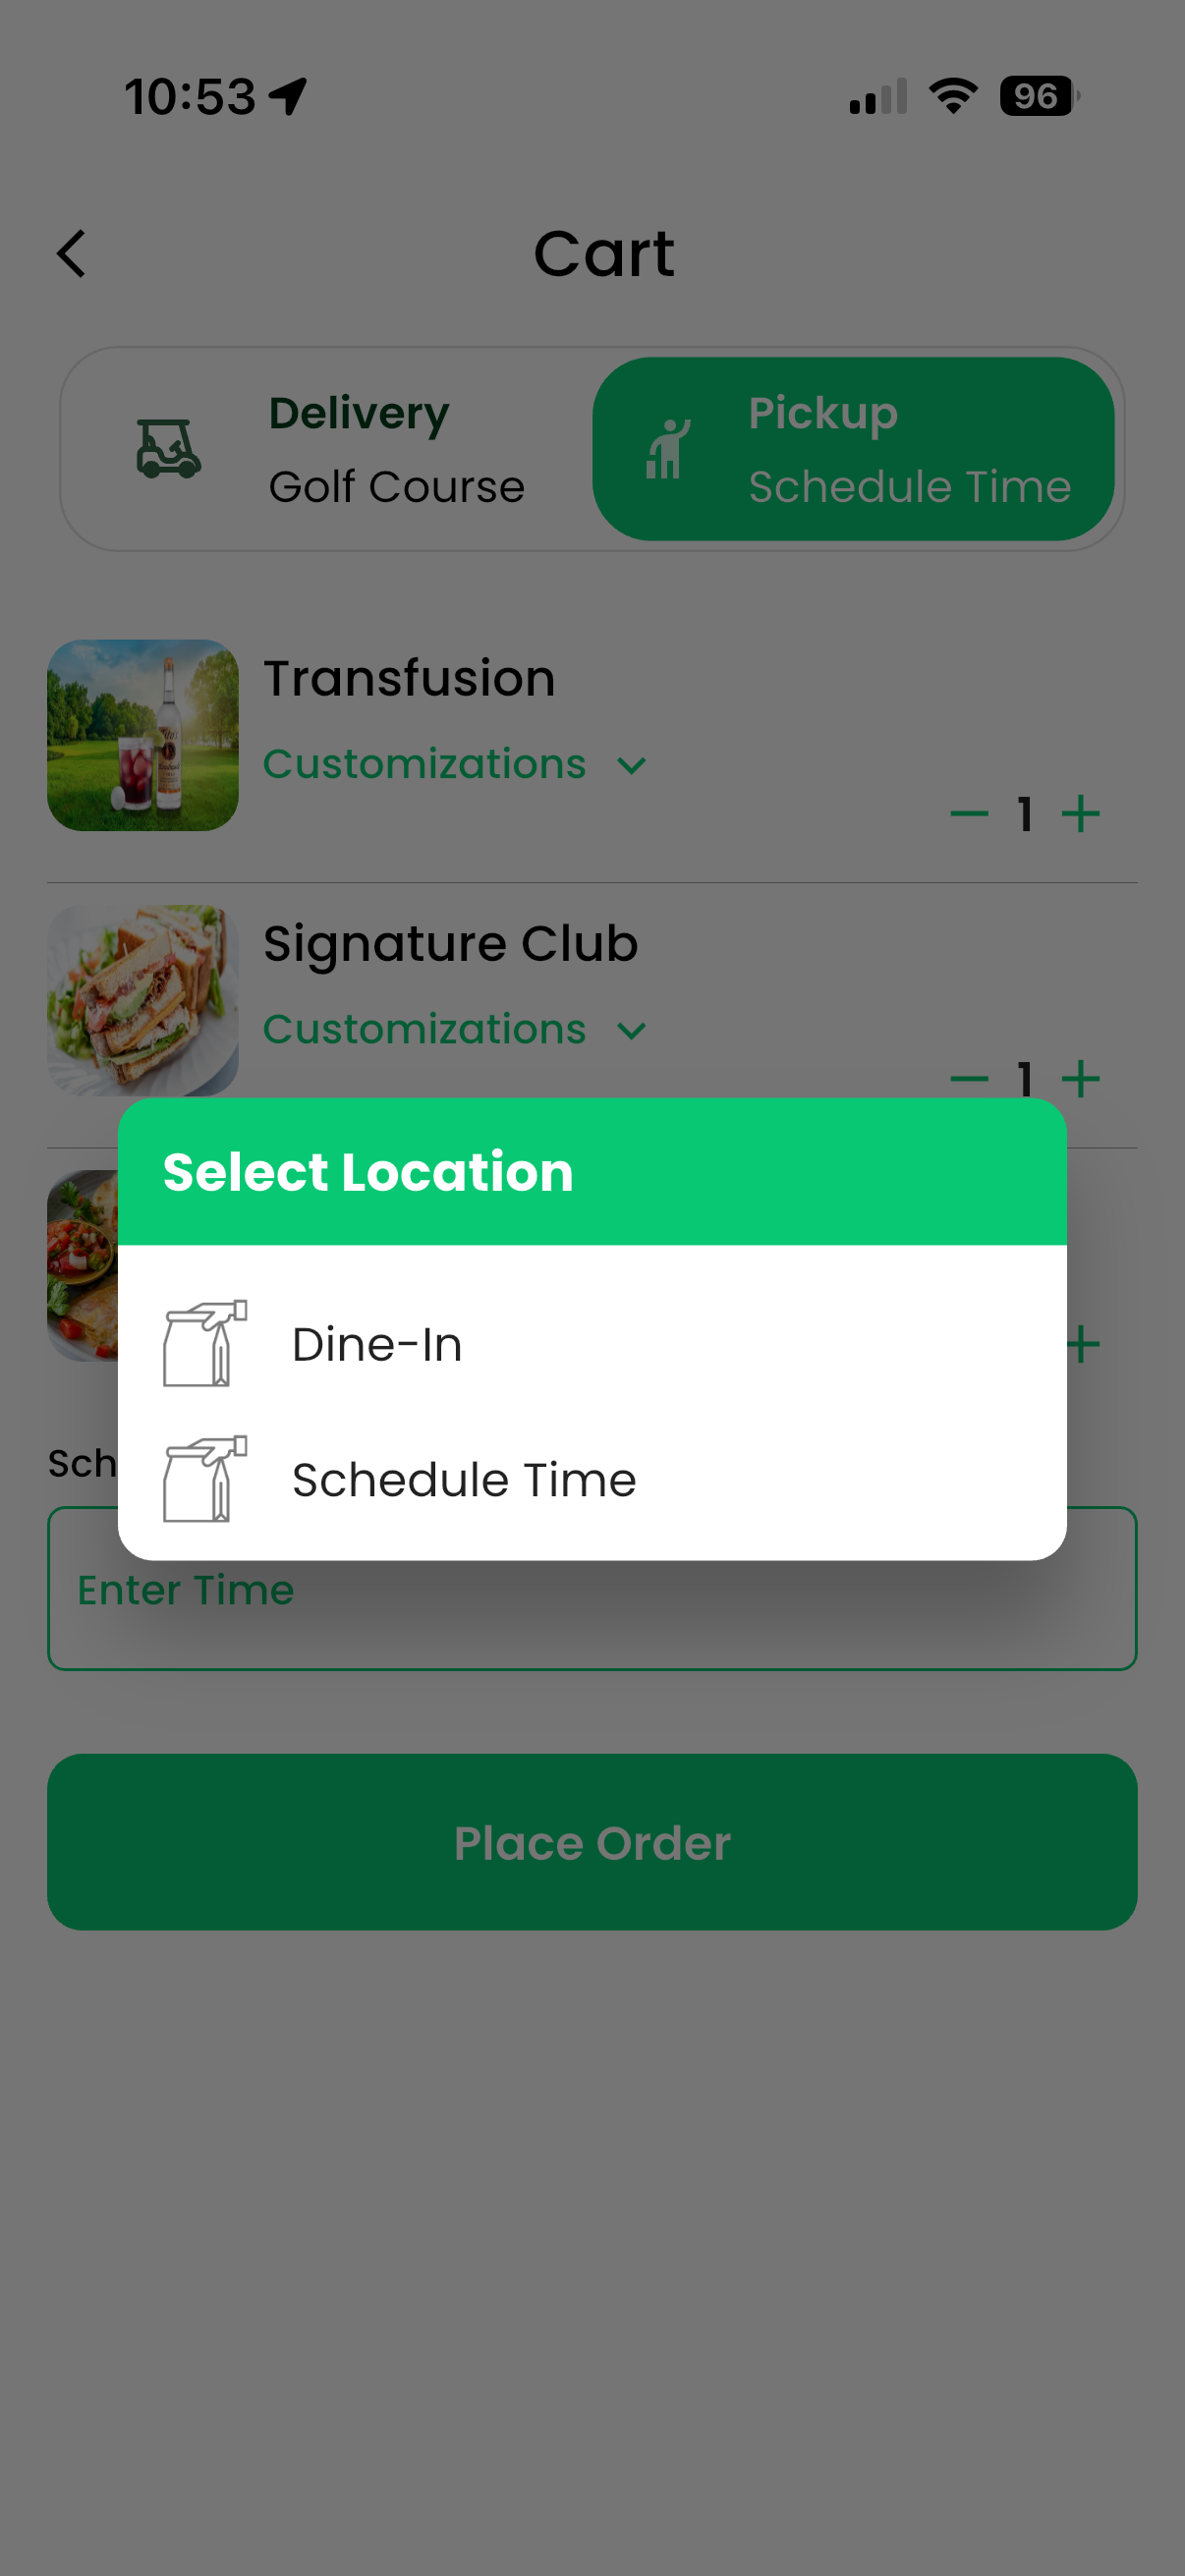 10:53
96
Cart
Delivery
Golf Course
Pickup
Schedule Time
Transfusion
Customizations
1
Signature Club
Customizations
1
Select Location
Dine-In
Schedule Time
Sch
Enter Time
Place Order